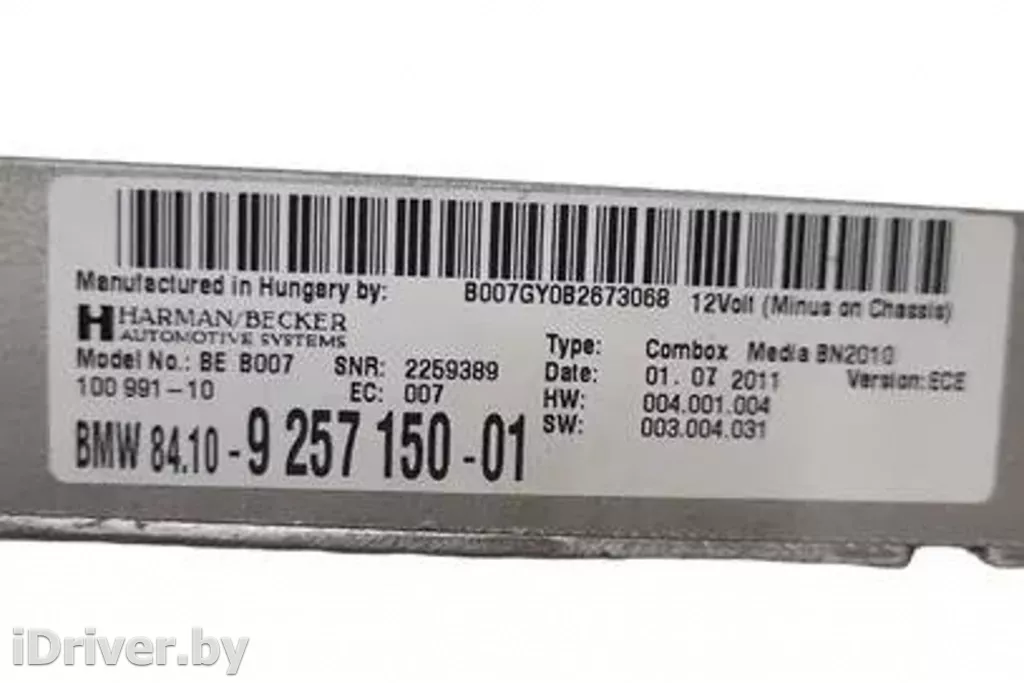 Manufactured in Hungary by: B007GY0B2673068 12Volt (Minus on Chassis)
HARMAN/BECKER
AUTOMOTIVE SYSTEMS
Model No.: BE B007 SNR: 2259389
100 991-10 EC: 007
Type: Combox Media BN2010
Date: 01. 07 2011 Version: ECE
HW: 004.001.004
SW: 003.004.031
BMW 84.10 - 9 257 150 - 01
iDriver.by